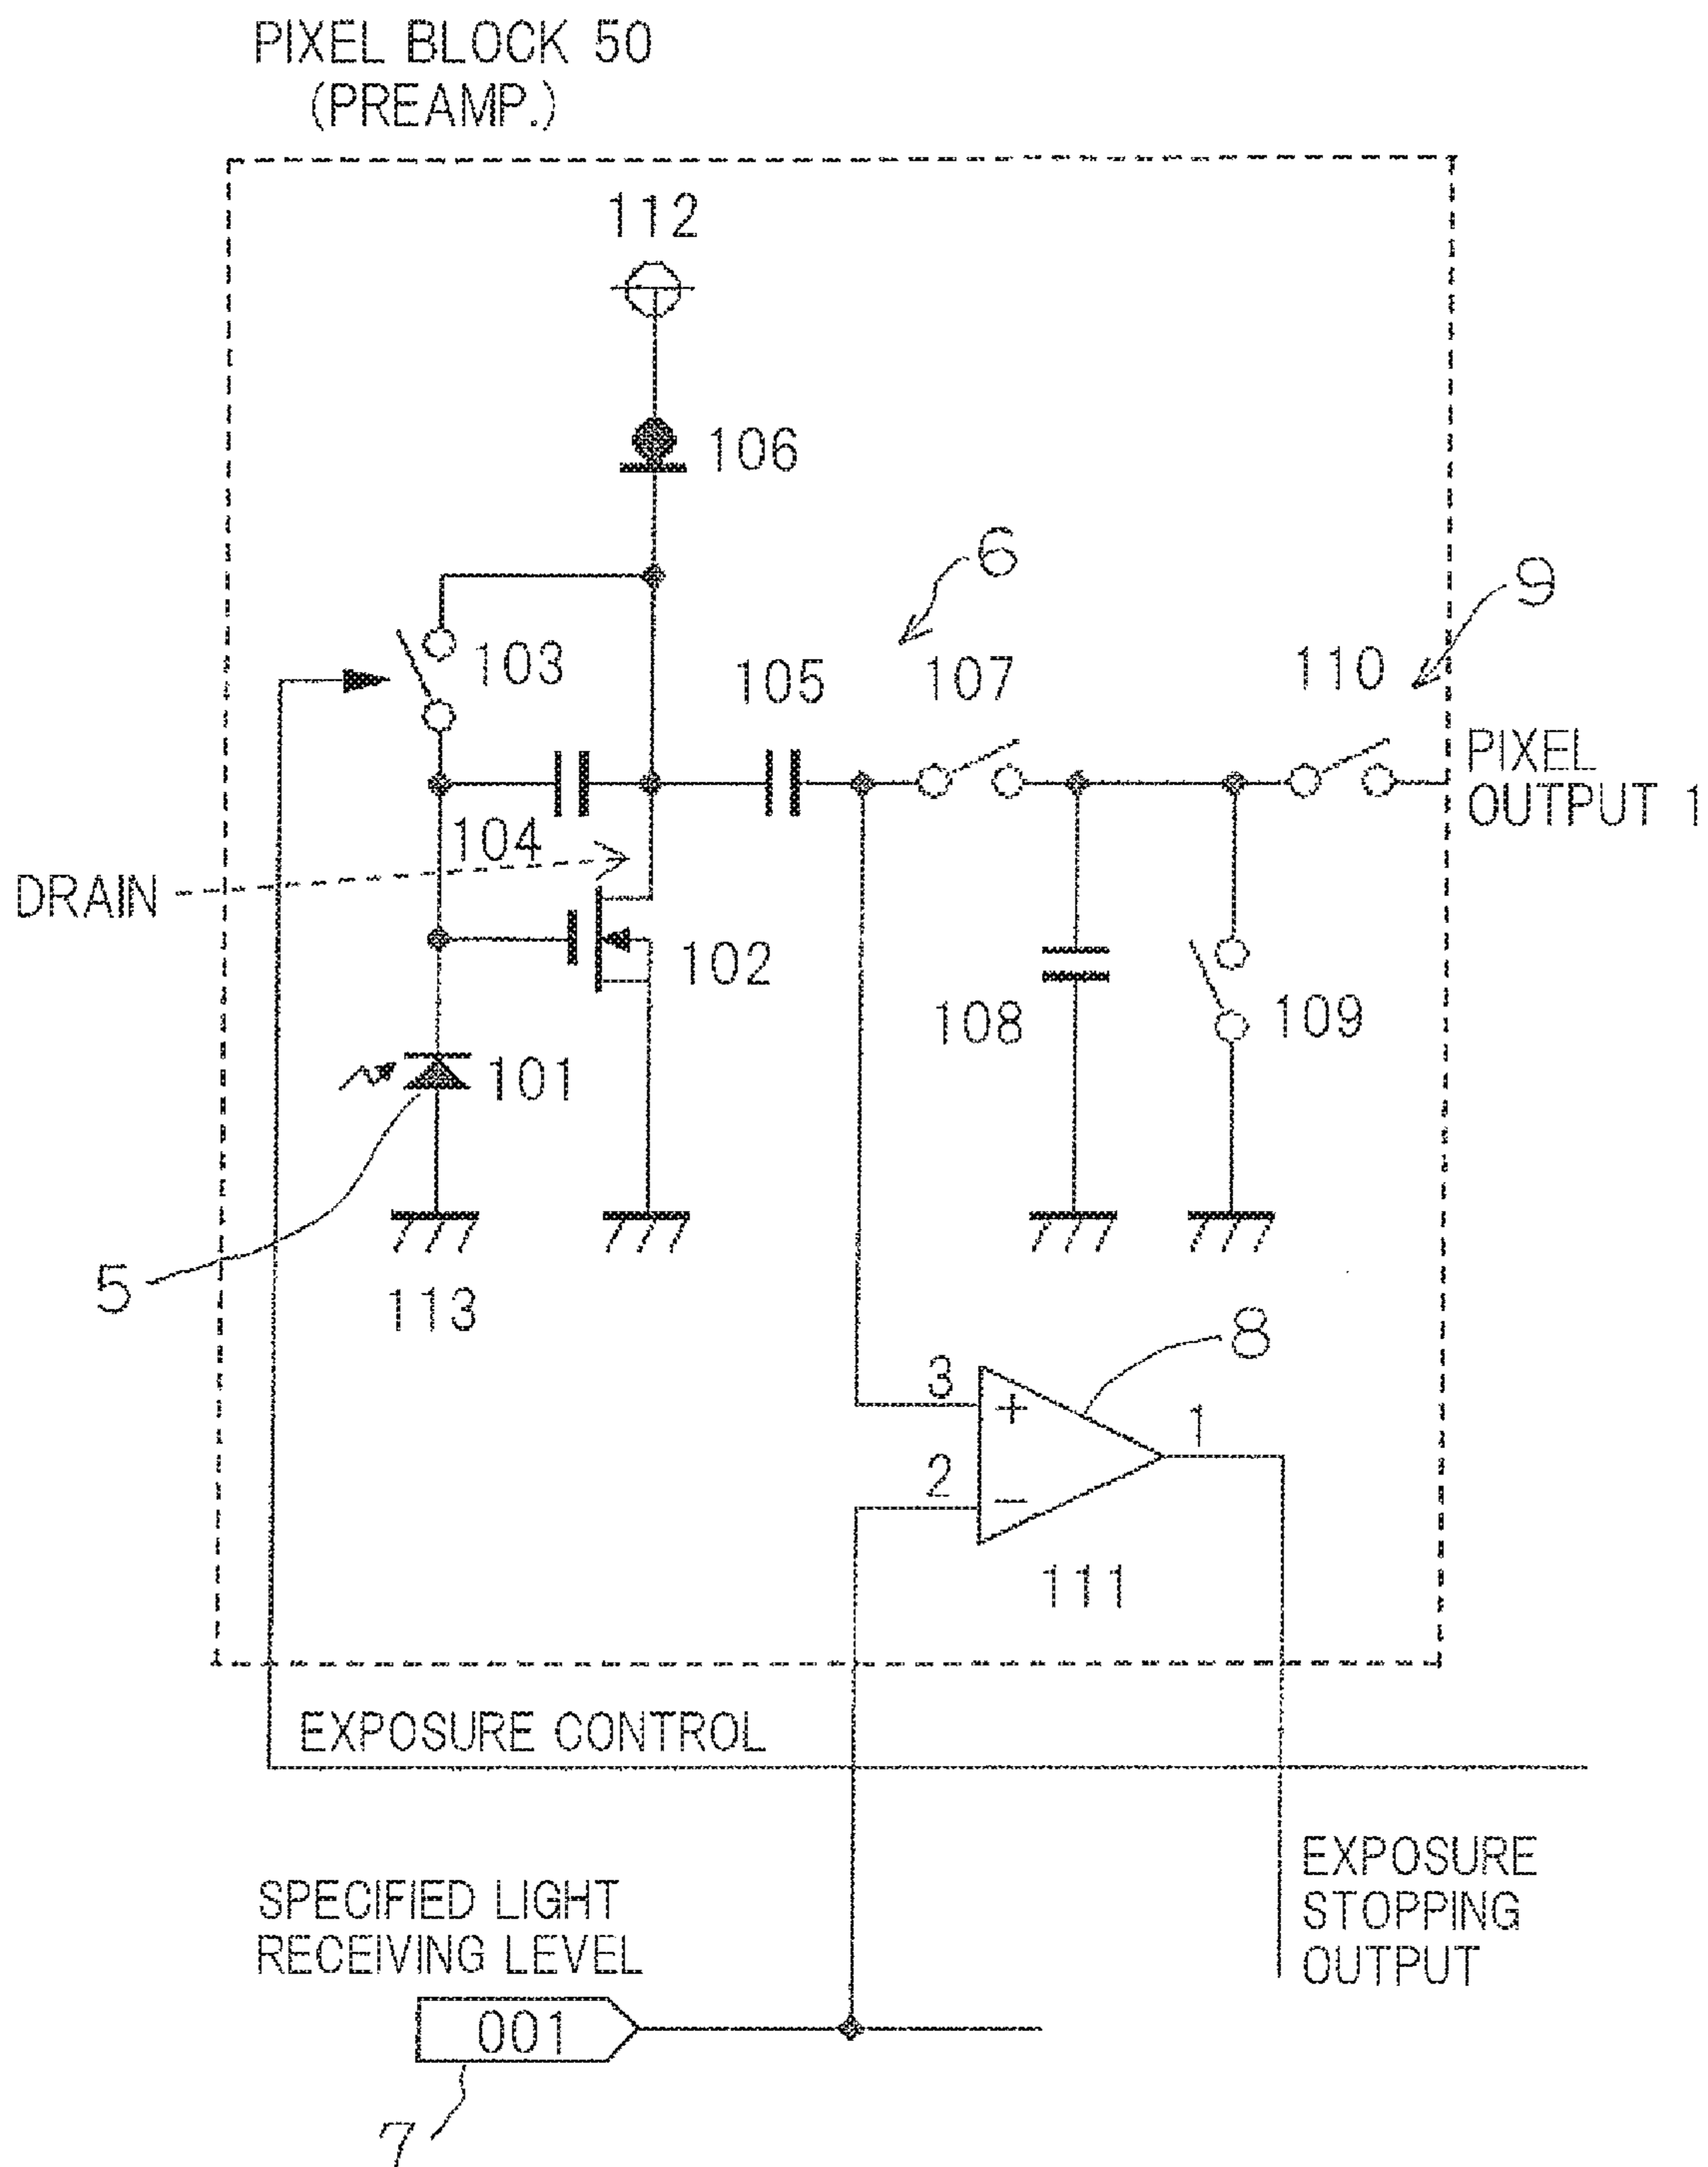 PIXEL BLOCK 50
(PREAMP.)
112
106
6
9
103
105
107
110
PIXEL
OUTPUT 1
104
DRAIN
102
108
109
101
5
113
8
3
+
1
2
−
111
EXPOSURE CONTROL
EXPOSURE
STOPPING
OUTPUT
SPECIFIED LIGHT
RECEIVING LEVEL
001
7